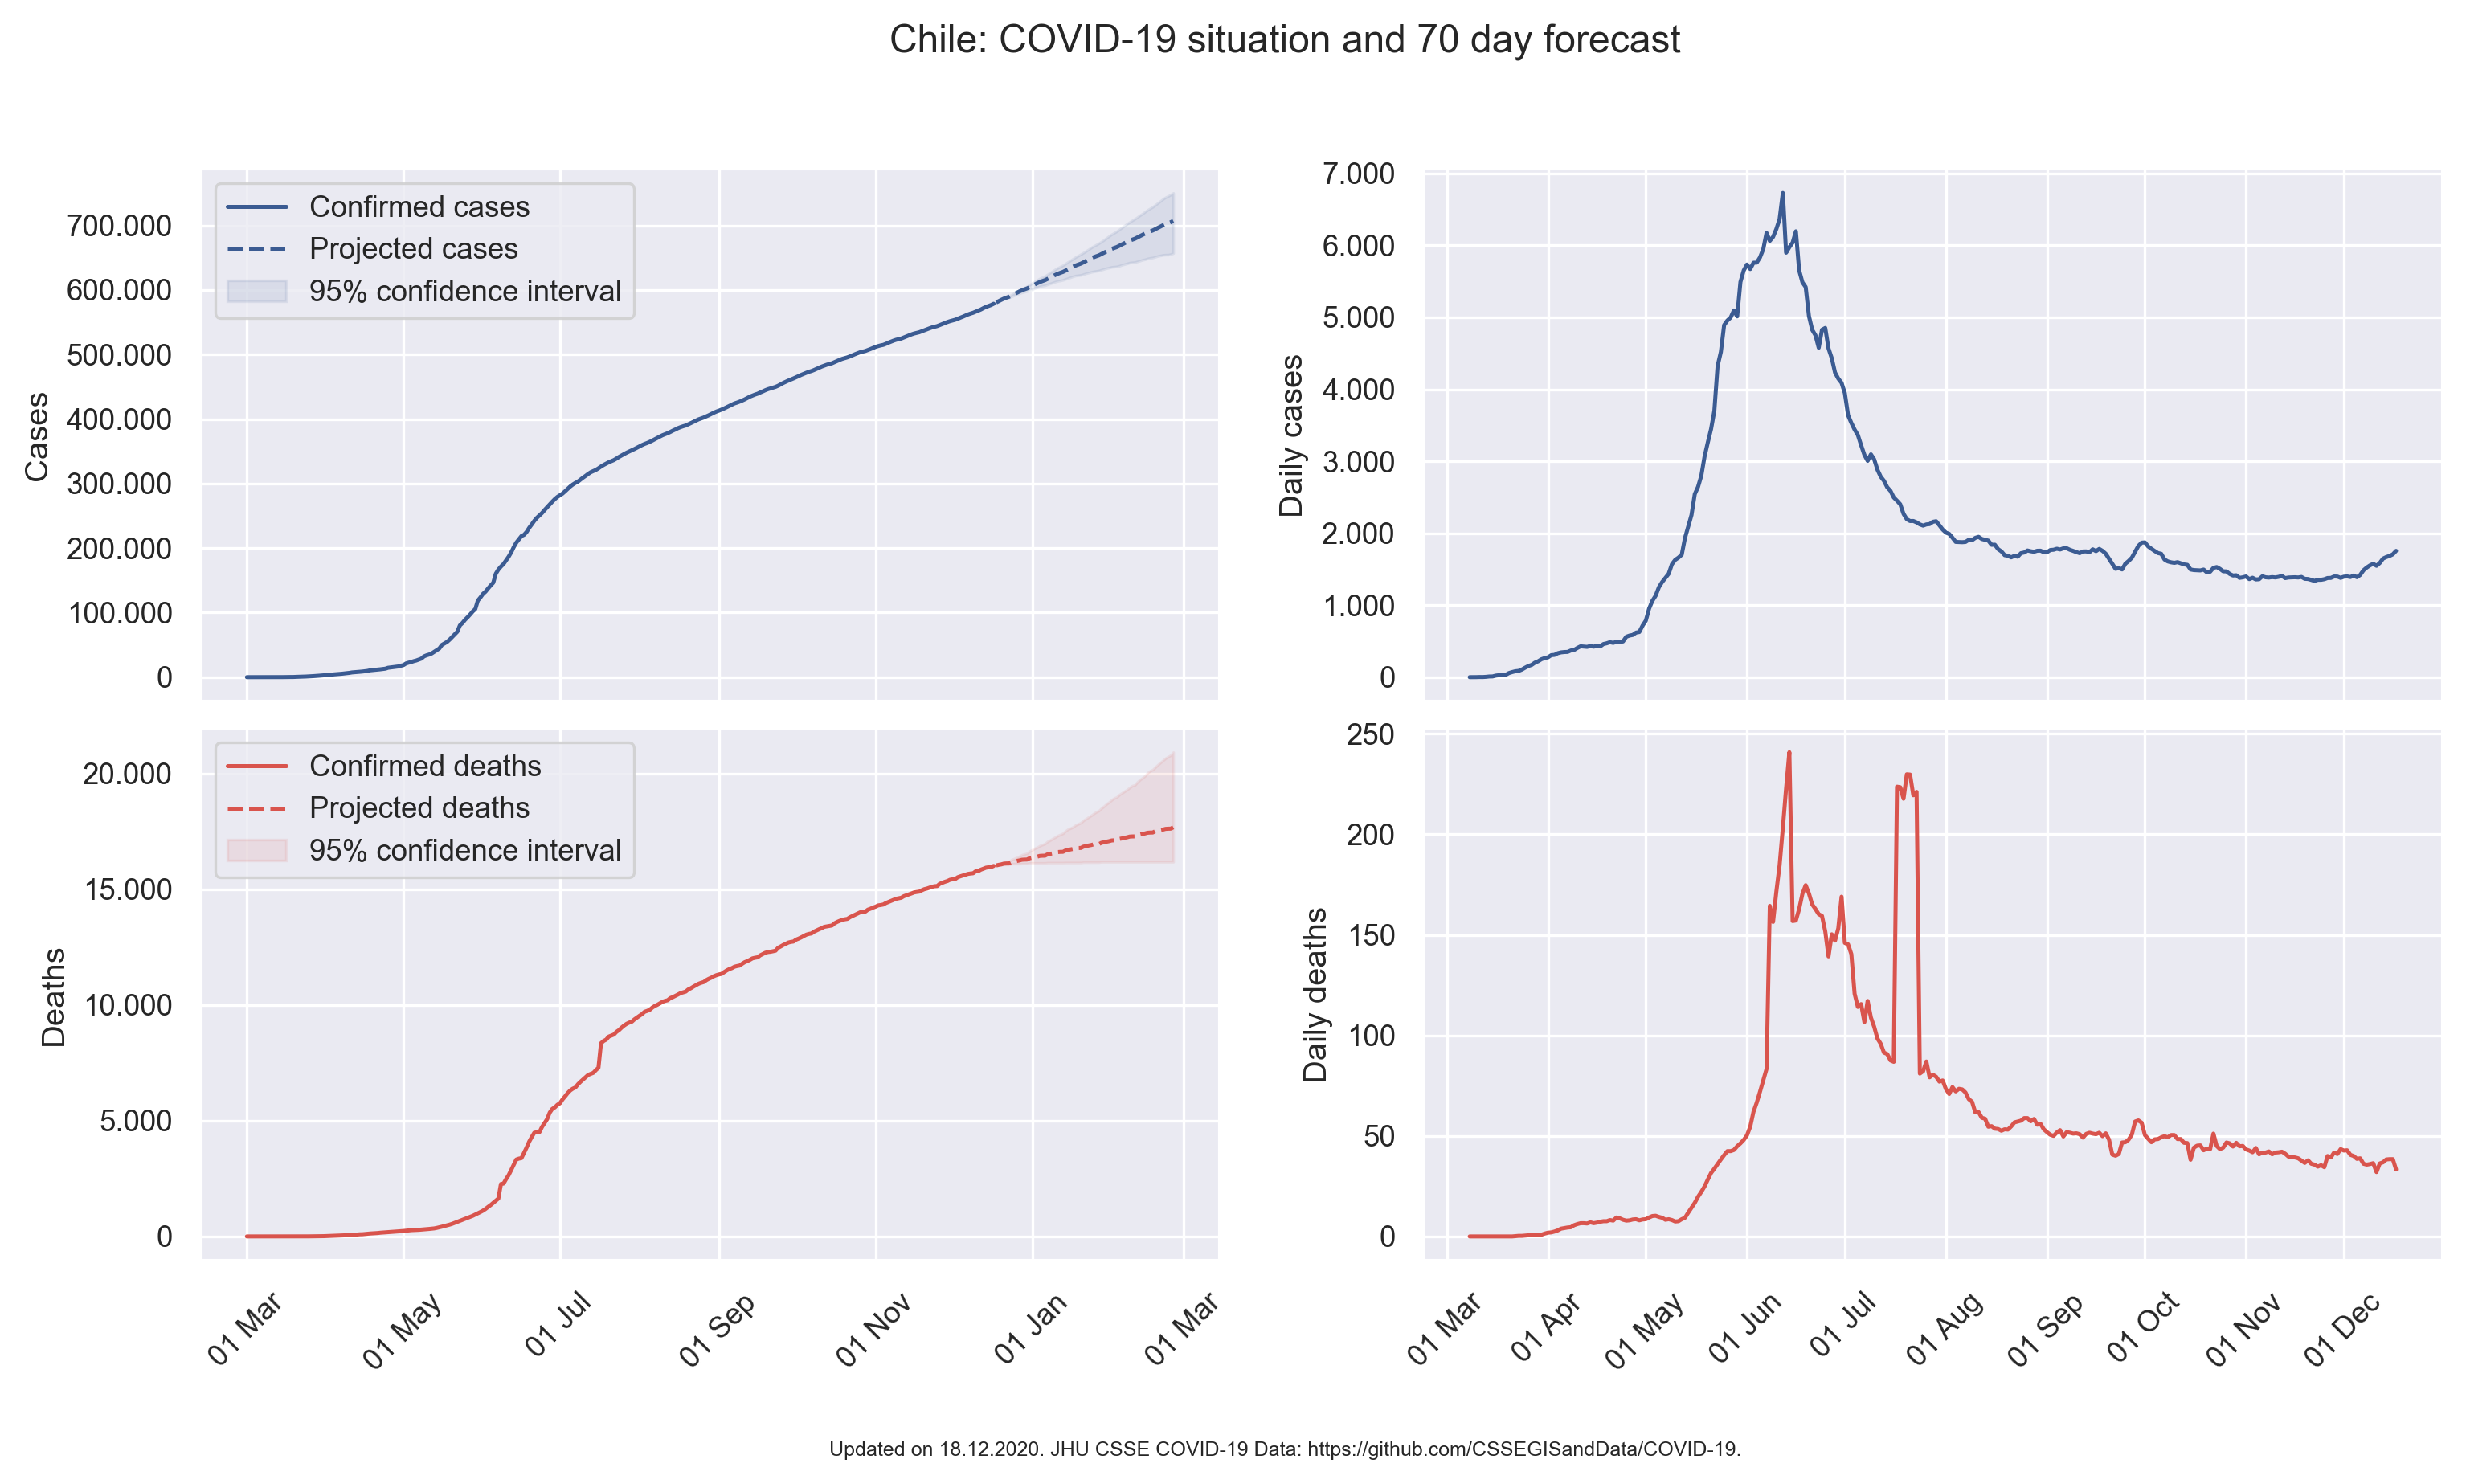 Chile: COVID-19 situation and 70 day forecast
Confirmed cases
Projected cases
95% confidence interval
700.000
600.000
500.000
400.000
300.000
200.000
100.000
0
Cases
7.000
6.000
5.000
4.000
3.000
2.000
1.000
0
Daily cases
Confirmed deaths
Projected deaths
95% confidence interval
20.000
15.000
10.000
5.000
0
Deaths
01 Mar
01 May
01 Jul
01 Sep
01 Nov
01 Jan
01 Mar
250
200
150
100
50
0
Daily deaths
01 Mar
01 Apr
01 May
01 Jun
01 Jul
01 Aug
01 Sep
01 Oct
01 Nov
01 Dec
Updated on 18.12.2020. JHU CSSE COVID-19 Data: https://github.com/CSSEGISandData/COVID-19.